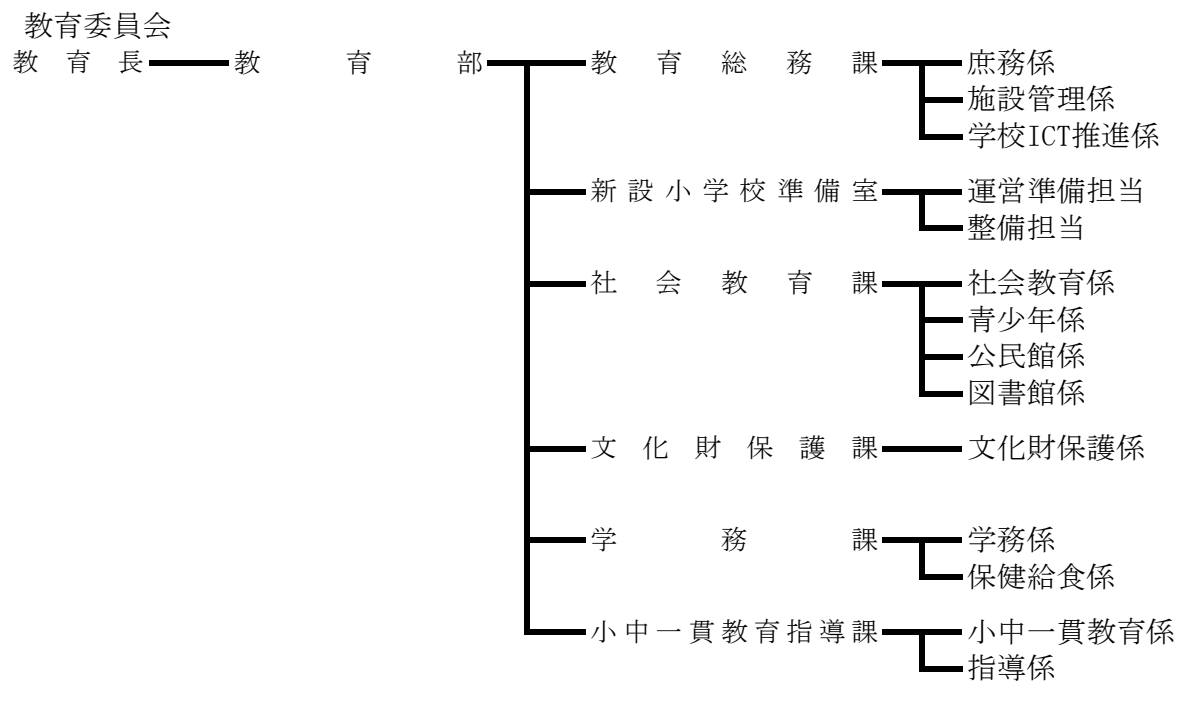 教育委員会
教育長 教育部 教育総務課 庶務係
施設管理係
学校ICT推進係
新設小学校準備室 運営準備担当
整備担当
社会教育課 社会教育係
青少年係
公民館係
図書館係
文化財保護課 文化財保護係
学務課 学務係
保健給食係
小中一貫教育指導課 小中一貫教育係
指導係